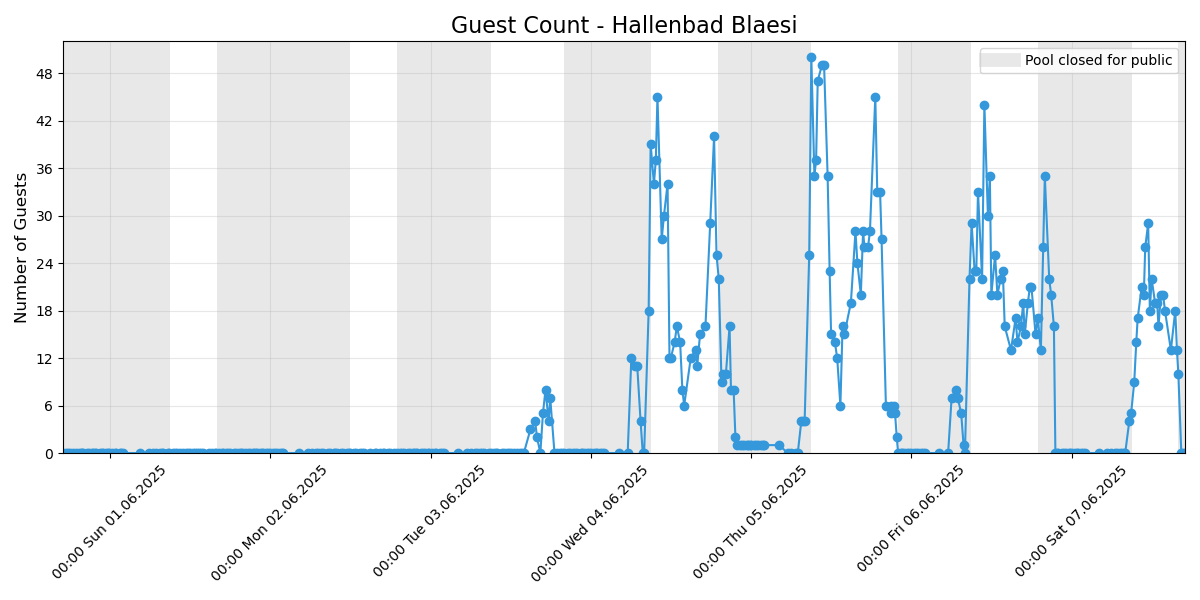 Guest Count - Hallenbad Blaesi
Pool closed for public
Number of Guests
48
42
36
30
24
18
12
6
0
00:00 Sun 01.06.2025
00:00 Mon 02.06.2025
00:00 Tue 03.06.2025
00:00 Wed 04.06.2025
00:00 Thu 05.06.2025
00:00 Fri 06.06.2025
00:00 Sat 07.06.2025